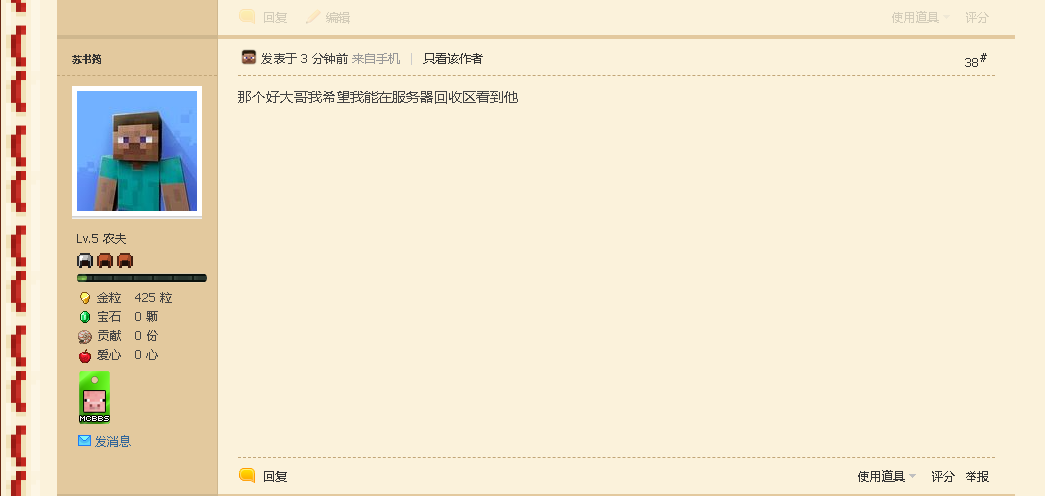 回复 编辑 使用道具 评分
苏书筠
发表于 3 分钟前 来自手机 | 只看该作者 38#
那个好大哥我希望我能在服务器回收区看到他
Lv.5 农夫
金粒 425 粒
宝石 0 颗
贡献 0 份
爱心 0 心
MCBBS
发消息
回复 使用道具 评分 举报